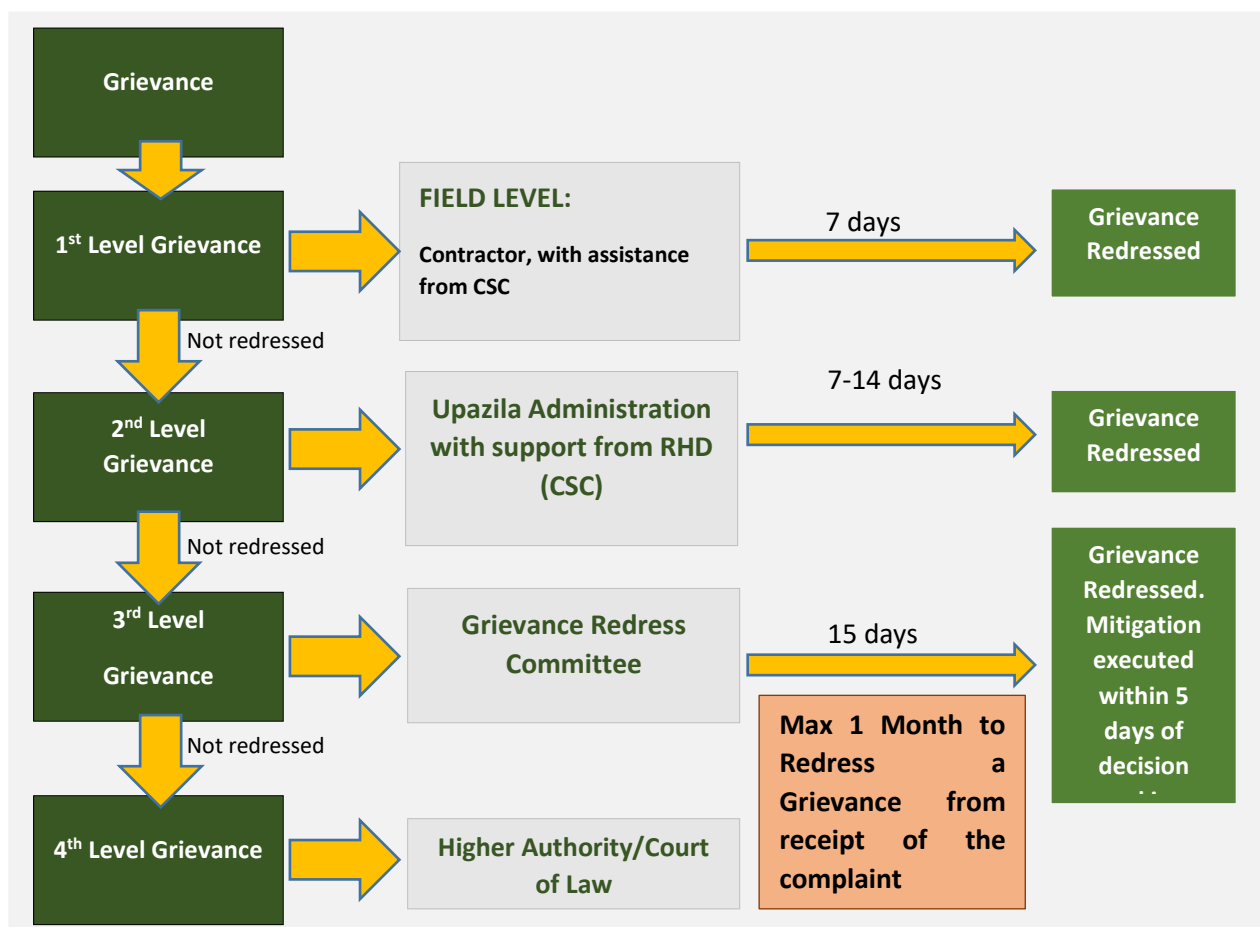 Grievance
1st Level Grievance
FIELD LEVEL:
Contractor, with assistance
from CSC
7 days
Grievance
Redressed
Not redressed
2nd Level
Grievance
Upazila Administration
with support from RHD
(CSC)
7-14 days
Grievance
Redressed
Not redressed
3rd Level
Grievance
Grievance Redress
Committee
15 days
Grievance
Redressed.
Mitigation
executed
within 5
days of
decision
Max 1 Month to
Redress a
Grievance from
receipt of the
complaint
Not redressed
4th Level Grievance
Higher Authority/Court
of Law